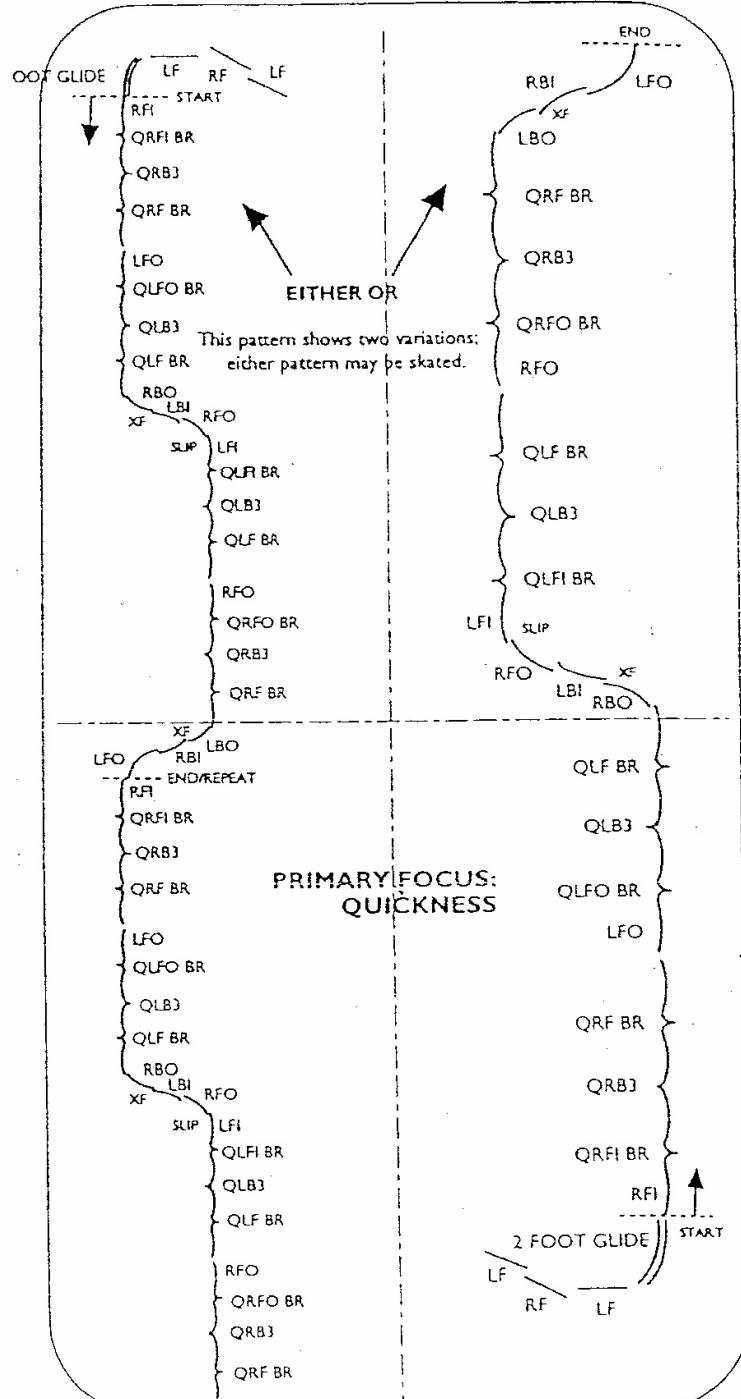 OOT GLIDE
LF
RF
LF
START
RFI
QRFI BR
QRB3
QRF BR
LFO
QLFO BR
QLB3
QLF BR
RBO
XF
LBI
RFO
SLIP
LFI
QLFI BR
QLB3
QLF BR
RFO
QRFO BR
QRB3
QRF BR
XF
LBO
RBI
LFO
END/REPEAT
RFI
QRFI BR
QRB3
QRF BR
LFO
QLFO BR
QLB3
QLF BR
RBO
XF
LBI
RFO
SLIP
LFI
QLFI BR
QLB3
QLF BR
RFO
QRFO BR
QRB3
QRF BR
EITHER OR
This pattern shows two variations;
either pattern may be skated.
PRIMARY FOCUS:
QUICKNESS
END
LFO
RBI
XF
LBO
QRF BR
QRB3
QRFO BR
RFO
QLF BR
QLB3
QLFI BR
LFI
SLIP
RFO
LBI
XF
RBO
QLF BR
QLB3
QLFO BR
LFO
QRF BR
QRB3
QRFI BR
RFI
START
2 FOOT GLIDE
LF
RF
LF